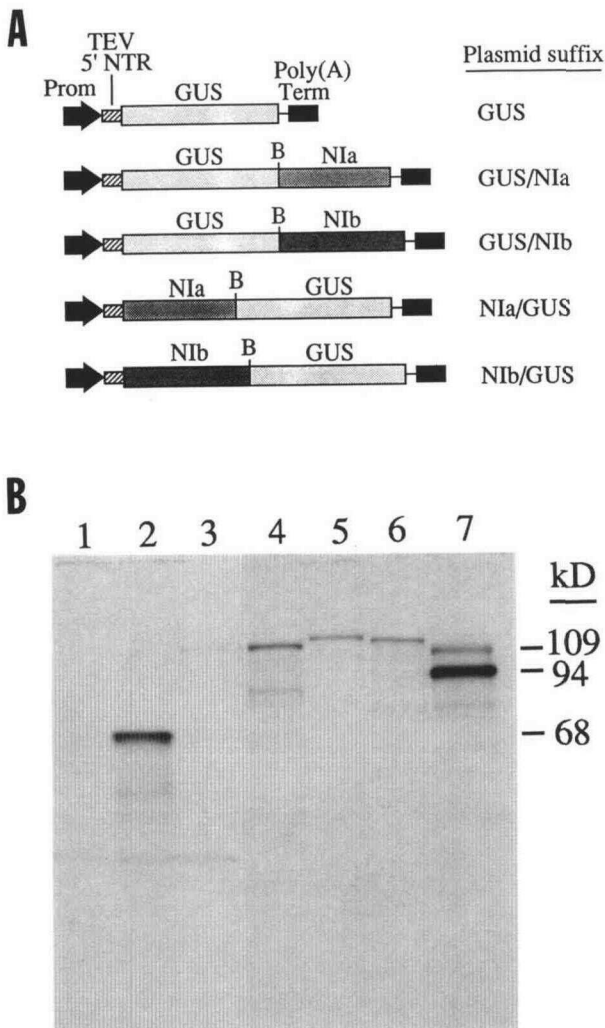 A
TEV
5' NTR
Prom
GUS
Poly(A)
Term
Plasmid suffix
GUS
GUS
B
NIa
GUS/NIa
GUS
B
NIb
GUS/NIb
NIa
B
GUS
NIa/GUS
NIb
B
GUS
NIb/GUS
B
1 2 3 4 5 6 7
kD
109
94
68